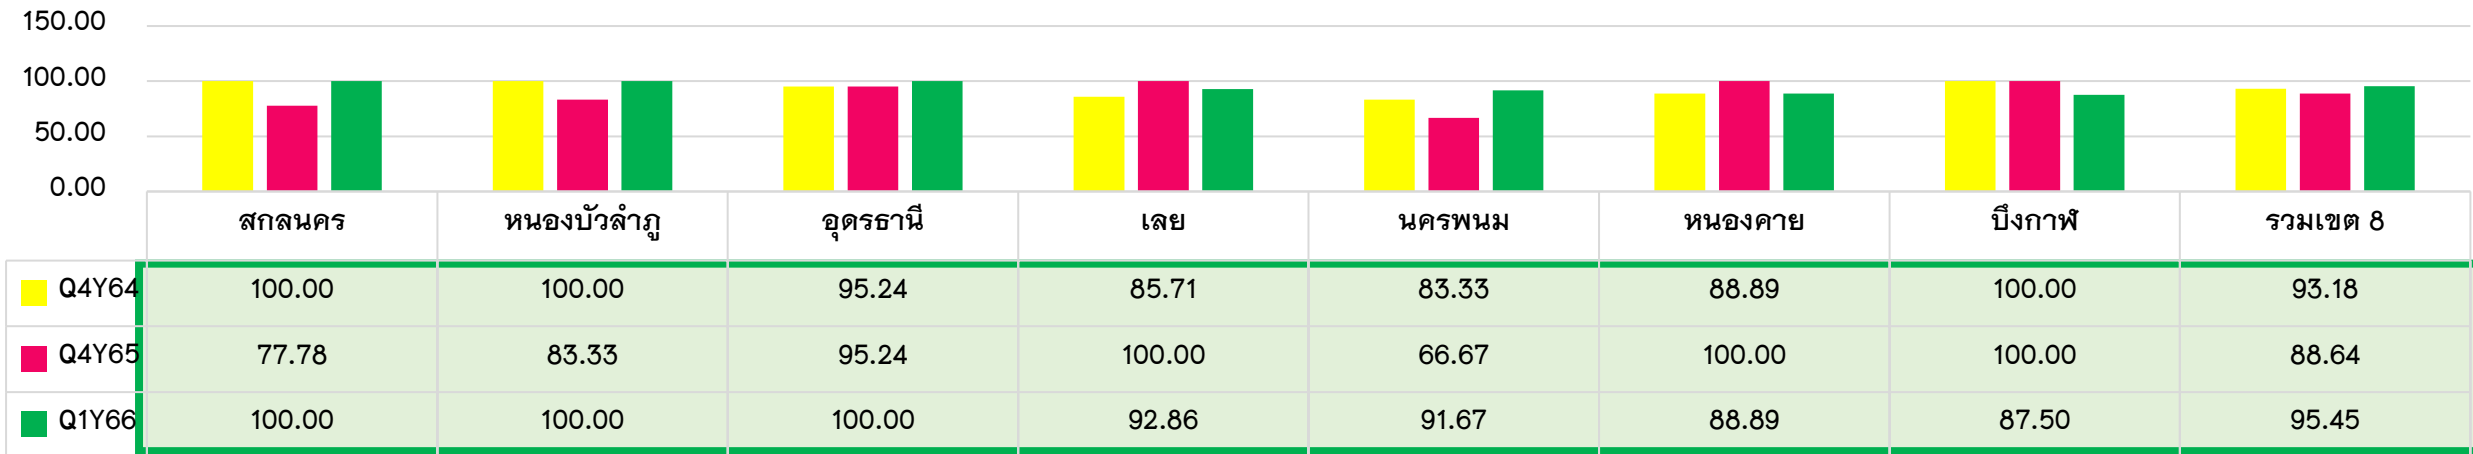 150.00
100.00
50.00
0.00
สกลนคร หนองบัวลำภู อุดรธานี เลย นครพนม หนองคาย บึงกาฬ รวมเขต 8
Q4Y64 100.00 100.00 95.24 85.71 83.33 88.89 100.00 93.18
Q4Y65 77.78 83.33 95.24 100.00 66.67 100.00 100.00 88.64
Q1Y66 100.00 100.00 100.00 92.86 91.67 88.89 87.50 95.45